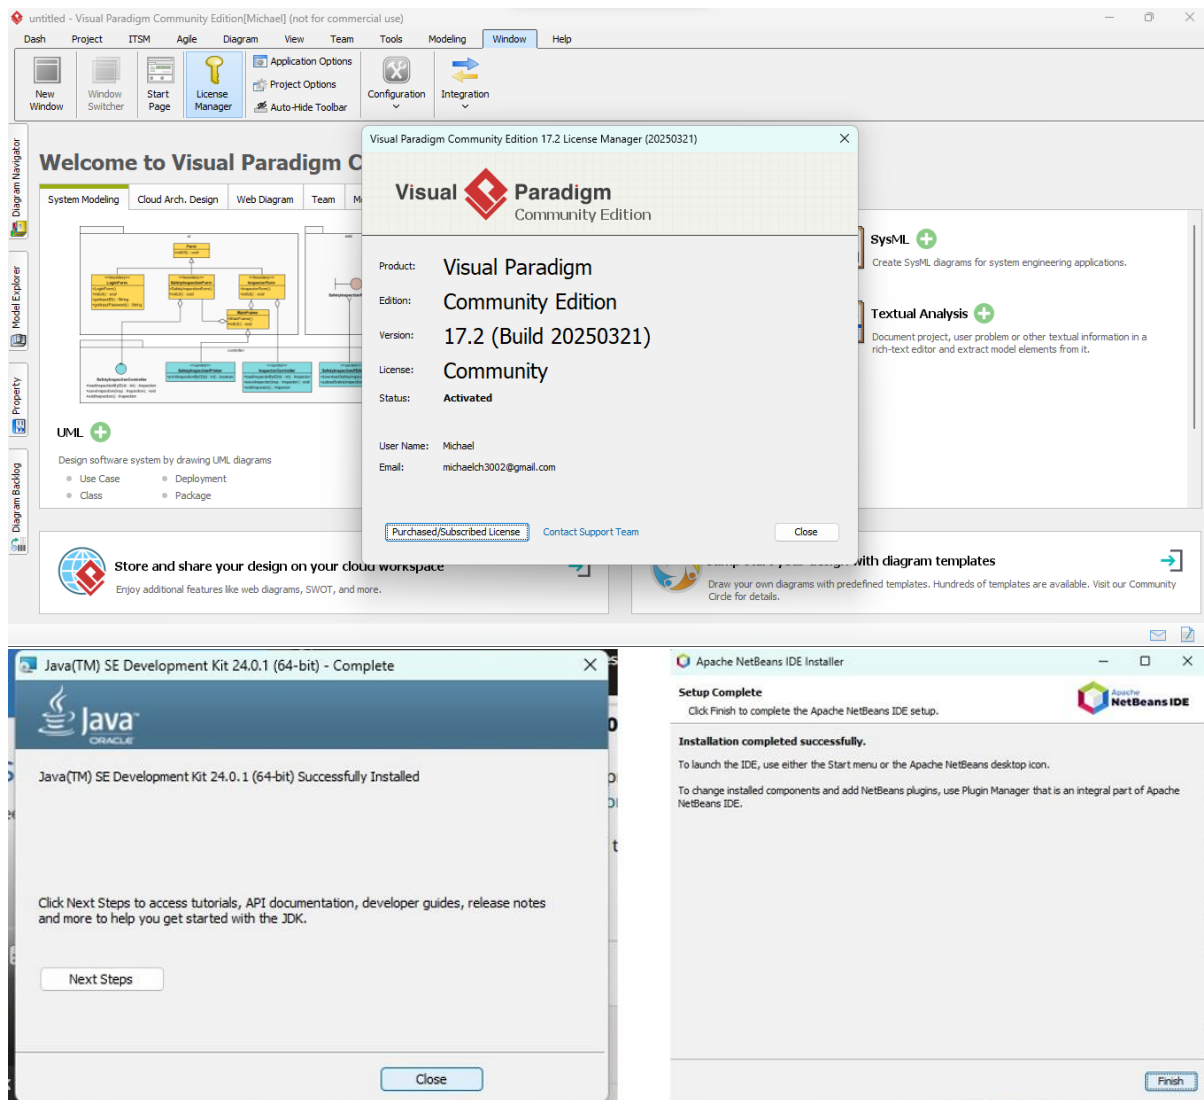 untitled - Visual Paradigm Community Edition[Michael] (not for commercial use)
Dash Project ITSM Agile Diagram View Team Tools Modeling Window Help
New Window
Window Switcher
Start Page
License Manager
Application Options
Project Options
Auto-Hide Toolbar
Configuration
Integration
Diagram Navigator
Model Explorer
Property
Diagram Backlog
Welcome to Visual Paradigm C
System Modeling Cloud Arch. Design Web Diagram Team M
UML
Design software system by drawing UML diagrams
Use Case Deployment
Class Package
SysML
Create SysML diagrams for system engineering applications.
Textual Analysis
Document project, user problem or other textual information in a
rich-text editor and extract model elements from it.
Store and share your design on your cloud workspace
Enjoy additional features like web diagrams, SWOT, and more.
your design with diagram templates
Draw your own diagrams with predefined templates. Hundreds of templates are available. Visit our Community
Circle for details.
Visual Paradigm Community Edition 17.2 License Manager (20250321)
Visual Paradigm
Community Edition
Product: Visual Paradigm
Edition: Community Edition
Version: 17.2 (Build 20250321)
License: Community
Status: Activated
User Name: Michael
Email: michaelch3002@gmail.com
Purchased/Subscribed License Contact Support Team Close
Java(TM) SE Development Kit 24.0.1 (64-bit) - Complete
Java™
ORACLE
Java(TM) SE Development Kit 24.0.1 (64-bit) Successfully Installed
Click Next Steps to access tutorials, API documentation, developer guides, release notes
and more to help you get started with the JDK.
Next Steps
Close
Apache NetBeans IDE Installer
Setup Complete
Click Finish to complete the Apache NetBeans IDE setup.
Apache
NetBeans IDE
Installation completed successfully.
To launch the IDE, use either the Start menu or the Apache NetBeans desktop icon.
To change installed components and add NetBeans plugins, use Plugin Manager that is an integral part of Apache
NetBeans IDE.
Finish